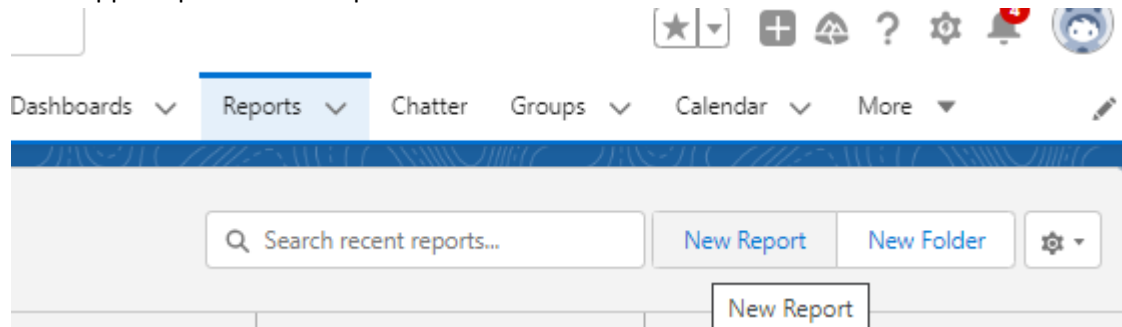 4
Dashboards Reports Chatter Groups Calendar More
Search recent reports... New Report New Folder
New Report